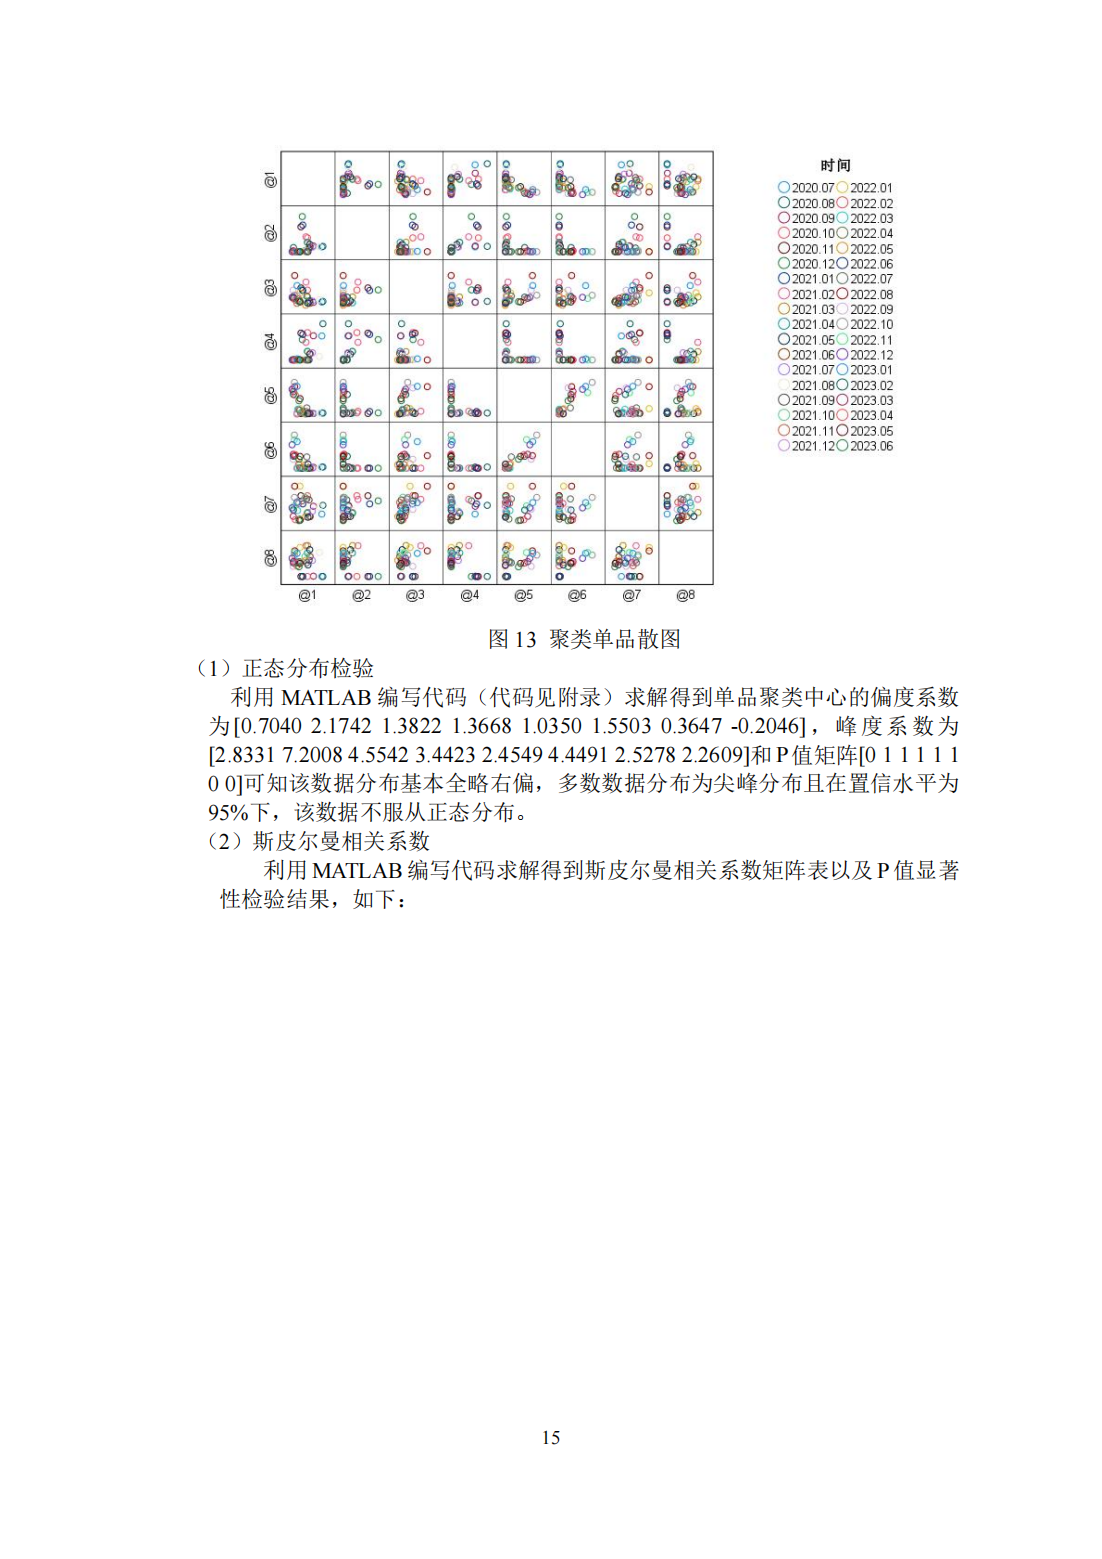 @1
@2
@3
@4
@5
@6
@7
@8
@1 @2 @3 @4 @5 @6 @7 @8
时间
2020.07 2022.01
2020.08 2022.02
2020.09 2022.03
2020.10 2022.04
2020.11 2022.05
2020.12 2022.06
2021.01 2022.07
2021.02 2022.08
2021.03 2022.09
2021.04 2022.10
2021.05 2022.11
2021.06 2022.12
2021.07 2023.01
2021.08 2023.02
2021.09 2023.03
2021.10 2023.04
2021.11 2023.05
2021.12 2023.06
图 13 聚类单品散图
（1）正态分布检验
利用 MATLAB 编写代码（代码见附录）求解得到单品聚类中心的偏度系数
为[0.7040 2.1742 1.3822 1.3668 1.0350 1.5503 0.3647 -0.2046]，峰度系数为
[2.8331 7.2008 4.5542 3.4423 2.4549 4.4491 2.5278 2.2609]和 P 值矩阵[0 1 1 1 1 1
0 0]可知该数据分布基本全略右偏，多数数据分布为尖峰分布且在置信水平为
95%下，该数据不服从正态分布。
（2）斯皮尔曼相关系数
利用 MATLAB 编写代码求解得到斯皮尔曼相关系数矩阵表以及 P 值显著
性检验结果，如下：
15